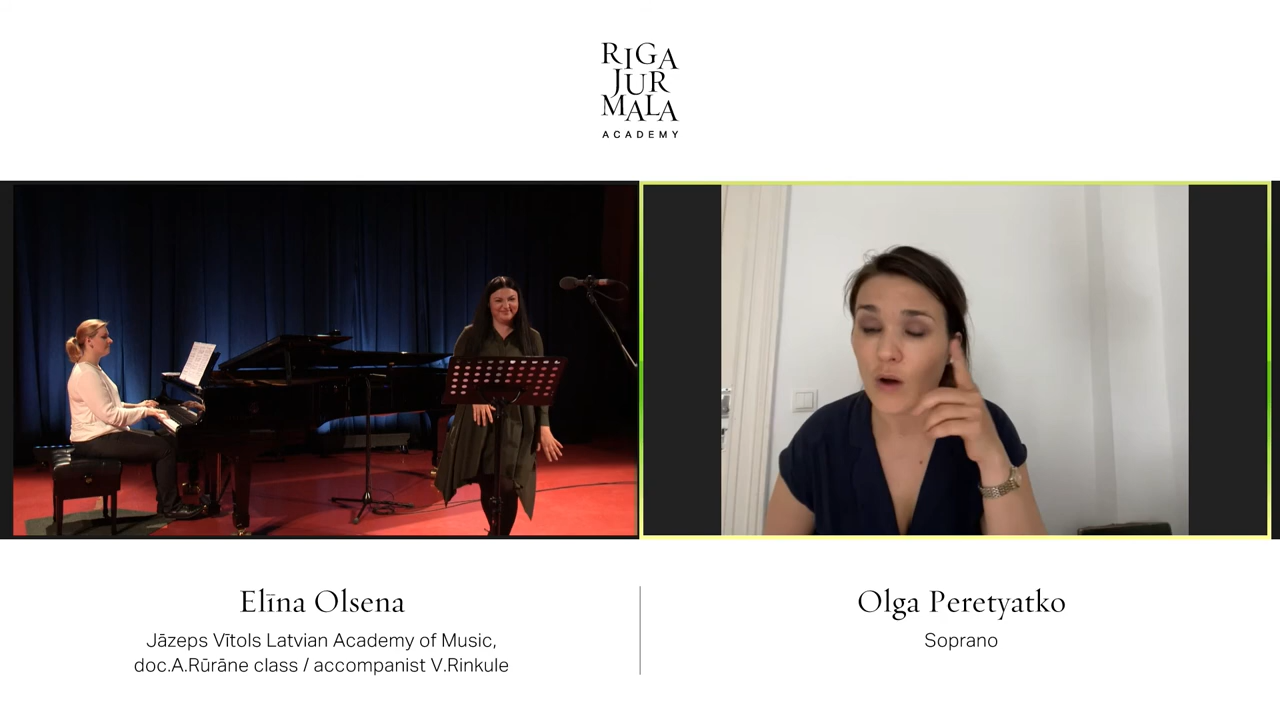 RIGA
JUR
MALA
ACADEMY
Elīna Olsena
Jāzeps Vītols Latvian Academy of Music,
doc.A.Rūrāne class / accompanist V.Rinkule
Olga Peretyatko
Soprano